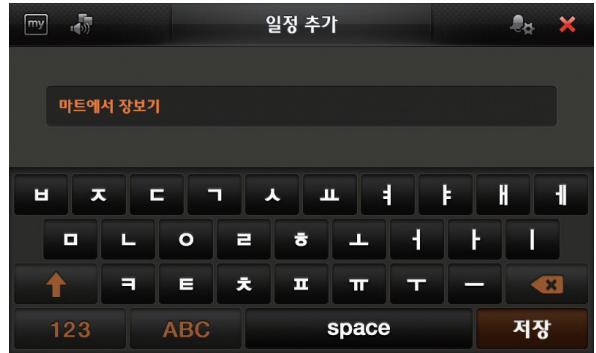 my 일정 추가
마트에서 장보기
ㅂ ㅈ ㄷ ㄱ ㅅ ㅛ ㅕ ㅑ ㅐ ㅔ
ㅁ ㄴ ㅇ ㄹ ㅎ ㅗ ㅓ ㅏ ㅣ
ㅋ ㅌ ㅊ ㅍ ㅠ ㅜ ㅡ
123 ABC space 저장